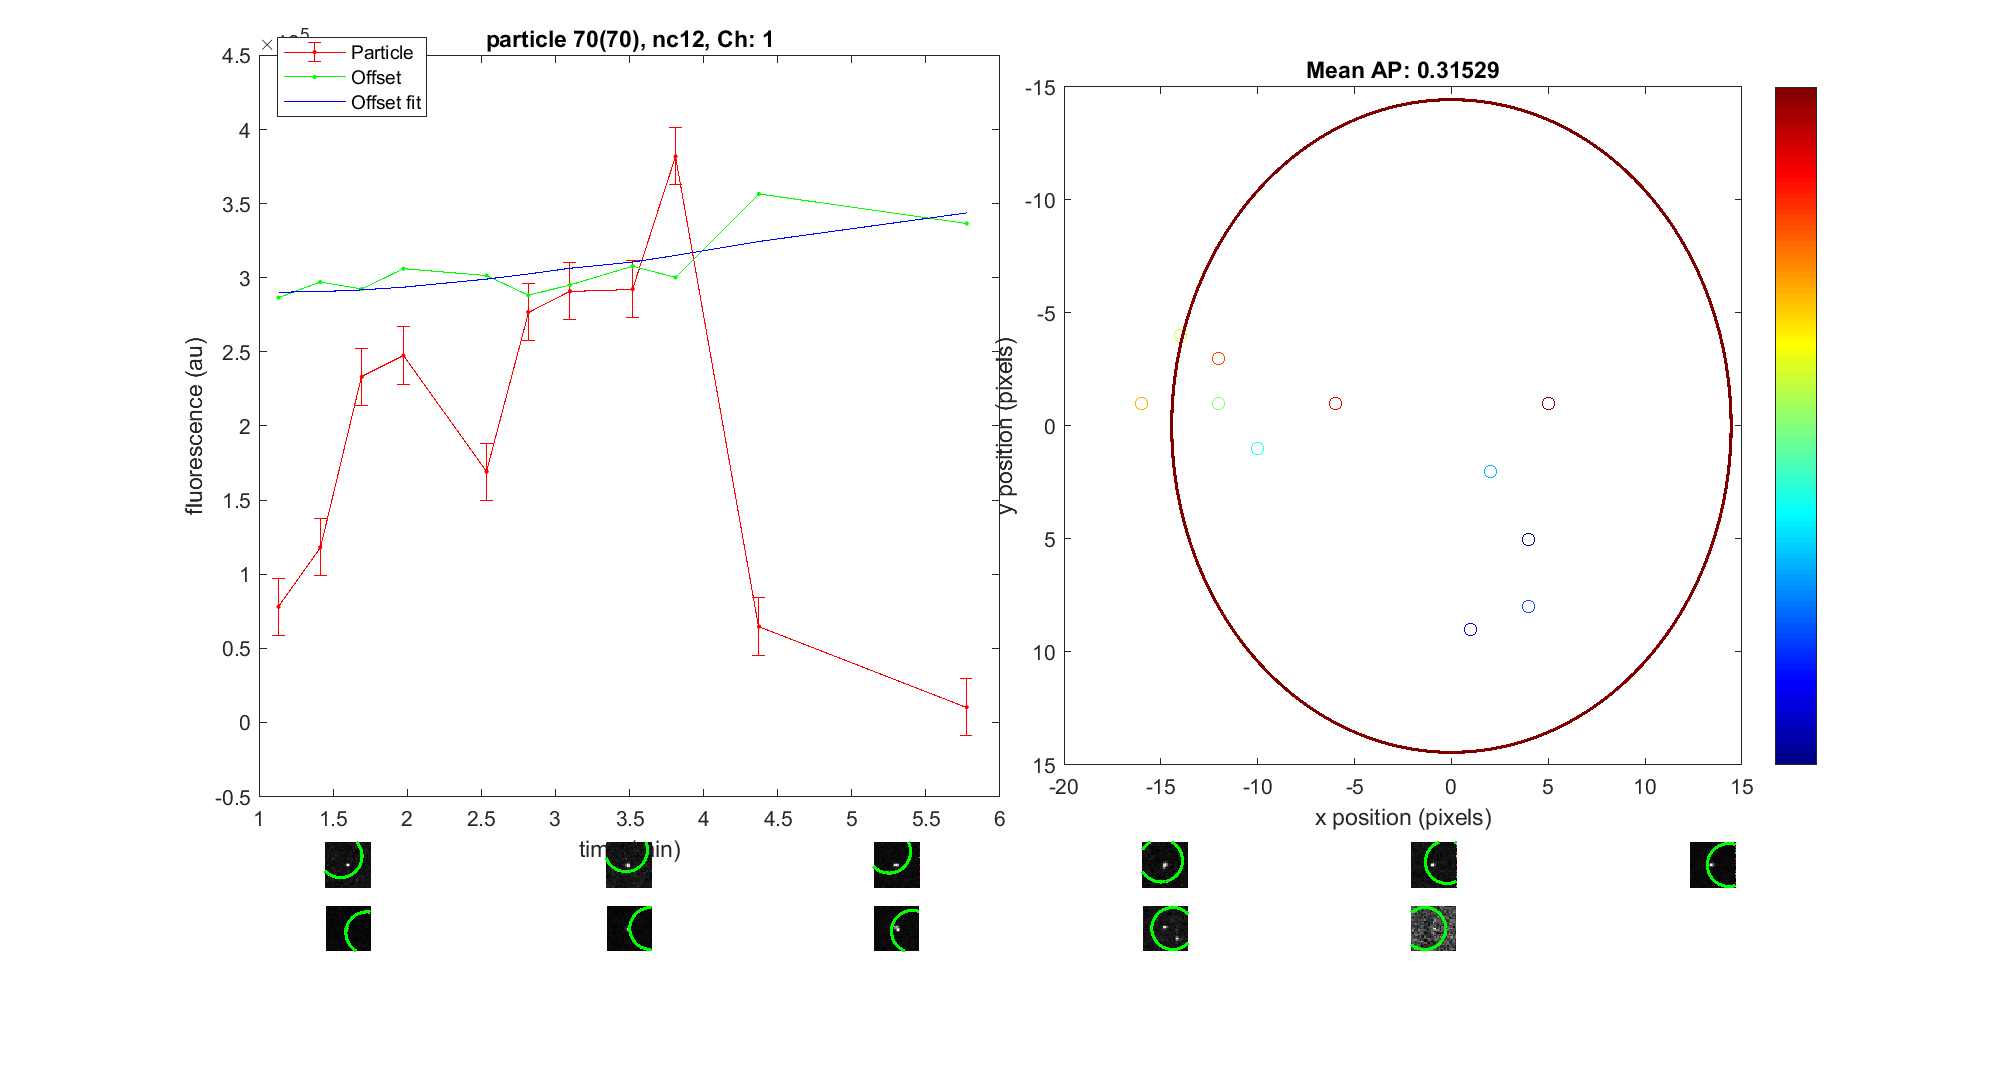 particle 70(70), nc12, Ch: 1
Particle
Offset
Offset fit
4.5
4
3.5
3
2.5
2
1.5
1
0.5
0
-0.5
fluorescence (au)
1 1.5 2 2.5 3 3.5 4 4.5 5 5.5 6
Mean AP: 0.31529
-15
-10
-5
0
5
10
15
y position (pixels)
-20 -15 -10 -5 0 5 10 15
x position (pixels)